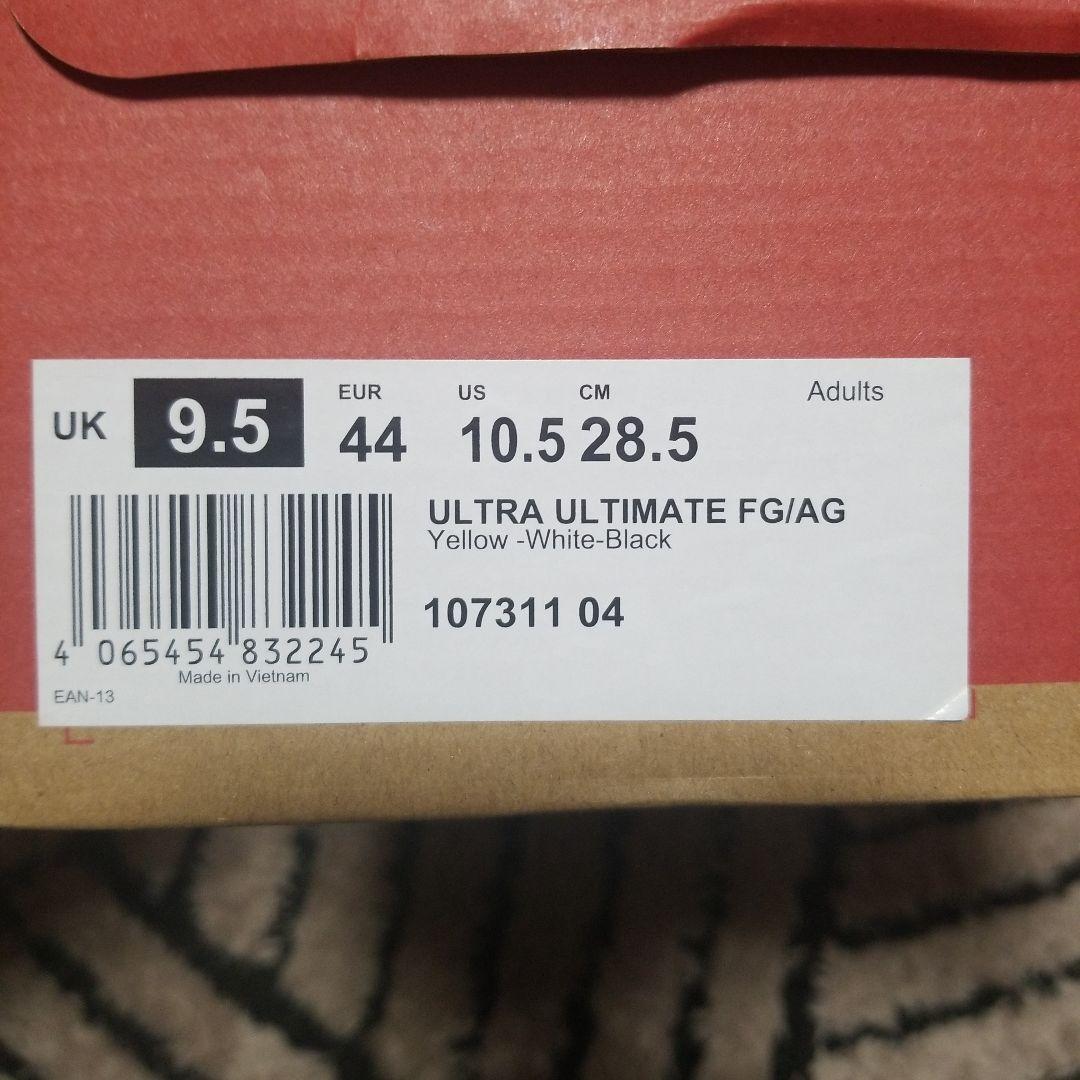 UK 9.5
EUR US CM Adults
44 10.5 28.5
ULTRA ULTIMATE FG/AG
Yellow -White-Black
107311 04
4 065454 832245
Made in Vietnam
EAN-13